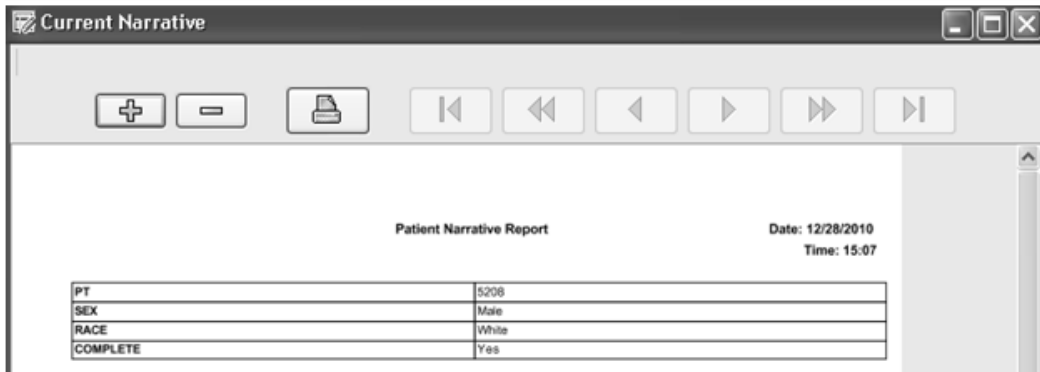 Current Narrative
Patient Narrative Report Date: 12/28/2010
Time: 15:07
PT 5208
SEX Male
RACE White
COMPLETE Yes